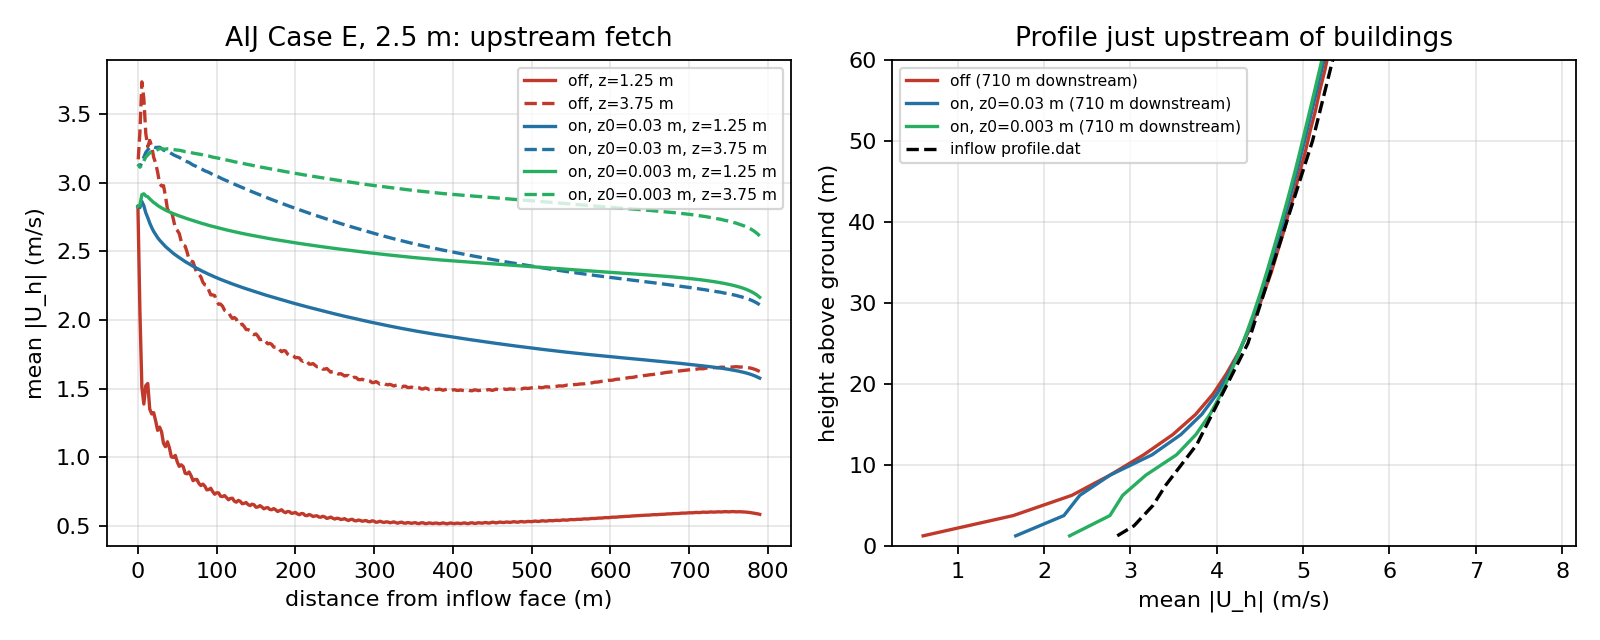 AIJ Case E, 2.5 m: upstream fetch
mean |U_h| (m/s)
3.5
3.0
2.5
2.0
1.5
1.0
0.5
off, z=1.25 m
off, z=3.75 m
on, z0=0.03 m, z=1.25 m
on, z0=0.03 m, z=3.75 m
on, z0=0.003 m, z=1.25 m
on, z0=0.003 m, z=3.75 m
0 100 200 300 400 500 600 700 800
distance from inflow face (m)
Profile just upstream of buildings
height above ground (m)
60
50
40
30
20
10
0
off (710 m downstream)
on, z0=0.03 m (710 m downstream)
on, z0=0.003 m (710 m downstream)
inflow profile.dat
1 2 3 4 5 6 7 8
mean |U_h| (m/s)